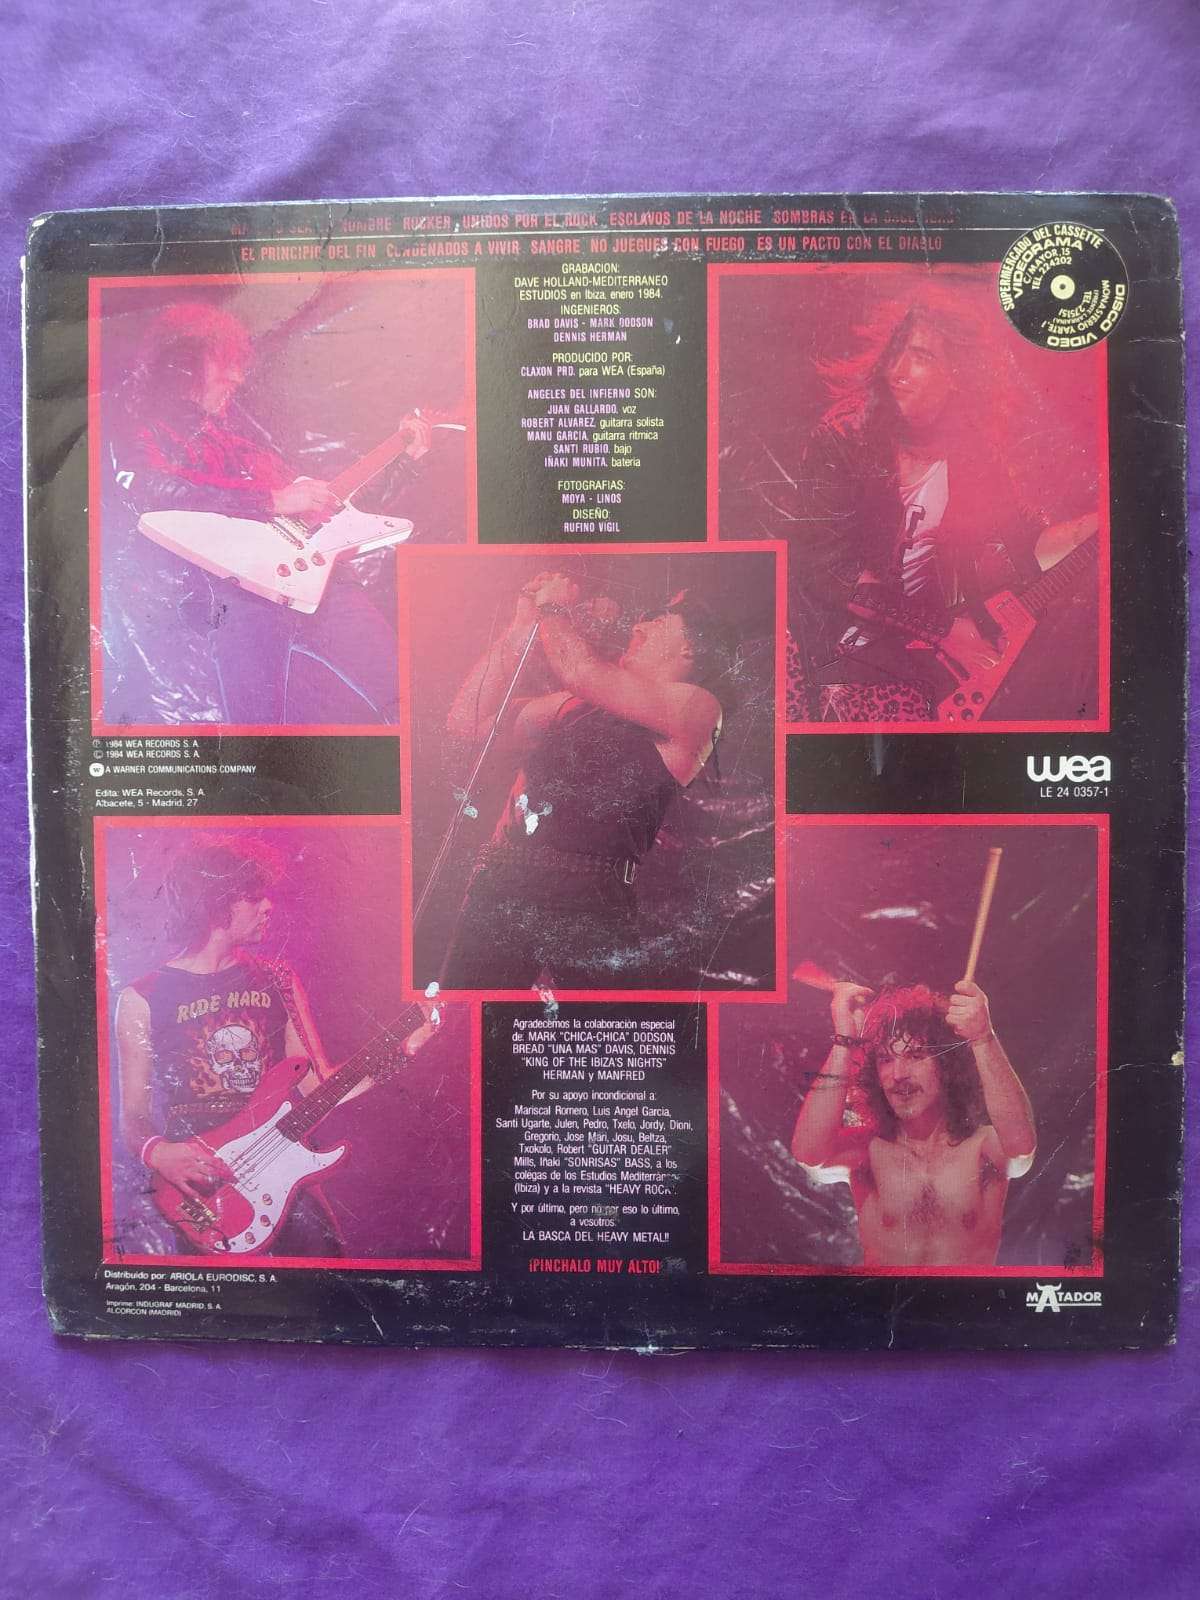 HOMBRE ROCKER UNIDOS POR EL ROCK ESCLAVOS DE LA NOCHE SOMBRAS EN LA
EL PRINCIPIO DEL FIN CONDENADOS A VIVIR SANGRE NO JUEGUES CON FUEGO ES UN PACTO CON EL DIABLO
SUPERMERCADO DEL CASSETTE
VIDEORAMA
C/MAYOR, 15
TEL. 224202
DISCO VIDEO
MONASTERIO YARTE, 1
TEL.
GRABACION:
DAVE HOLLAND-MEDITERRANEO
ESTUDIOS en Ibiza, enero 1984.
INGENIEROS:
BRAD DAVIS - MARK DODSON
DENNIS HERMAN
PRODUCIDO POR:
CLAXON PRD. para WEA (España)
ANGELES DEL INFIERNO SON:
JUAN GALLARDO, voz
ROBERT ALVAREZ, guitarra solista
MANU GARCIA, guitarra ritmica
SANTI RUBIO, bajo
IÑAKI MUNITA, bateria
FOTOGRAFIAS:
MOYA - LINOS
DISEÑO:
RUFINO VIGIL
℗ 1984 WEA RECORDS S. A.
© 1984 WEA RECORDS S. A.
W A WARNER COMMUNICATIONS COMPANY
Edita: WEA Records, S. A.
Albacete, 5 - Madrid, 27
wea
LE 24 0357-1
RIDE HARD
Agradecemos la colaboración especial
de: MARK "CHICA-CHICA" DODSON,
BREAD "UNA MAS" DAVIS, DENNIS
"KING OF THE IBIZA'S NIGHTS"
HERMAN y MANFRED
Por su apoyo incondicional a:
Mariscal Romero, Luis Angel Garcia,
Santi Ugarte, Julen, Pedro, Txelo, Jordy, Dioni,
Gregorio, Jose Mari, Josu, Beltza,
Txokolo, Robert "GUITAR DEALER"
Mills, Iñaki "SONRISAS" BASS, a los
colegas de los Estudios Mediterrán
(Ibiza) y a la revista "HEAVY ROCK".
Y por último, pero no por eso lo último,
a vosotros:
LA BASCA DEL HEAVY METAL!!
¡PINCHALO MUY ALTO!
Distribuido por: ARIOLA EURODISC, S. A.
Aragón, 204 - Barcelona, 11
Imprime: INDUGRAF MADRID, S. A.
ALCORCON (MADRID)
MATADOR